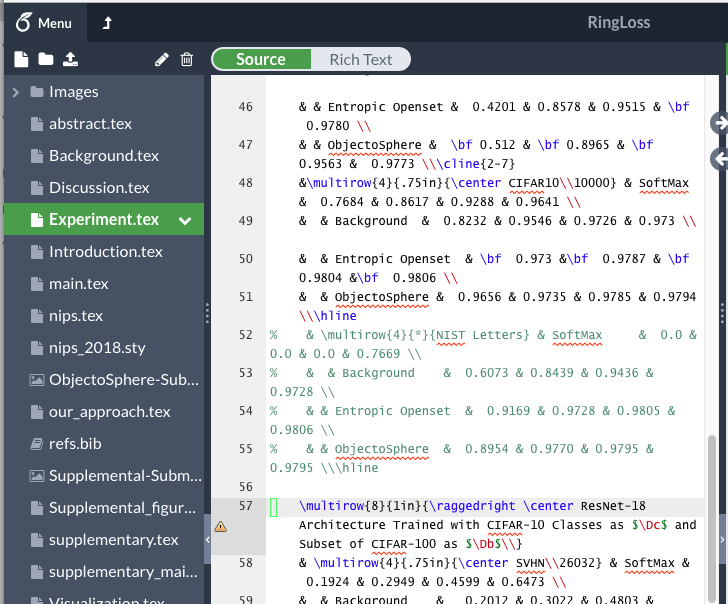 Menu
RingLoss
Source
Rich Text
Images
abstract.tex
Background.tex
Discussion.tex
Experiment.tex
Introduction.tex
main.tex
nips.tex
nips_2018.sty
ObjectoSphere-Sub...
our_approach.tex
refs.bib
Supplemental-Subm...
Supplemental_figur...
supplementary.tex
supplementary_mai...
Visualization.tex
46 & & Entropic Openset & 0.4201 & 0.8578 & 0.9515 & \bf
0.9780 \\
47 & & ObjectoSphere & \bf 0.512 & \bf 0.8965 & \bf
0.9563 & 0.9773 \\\cline{2-7}
48 &\multirow{4}{.75in}{\center CIFAR10\\10000} & SoftMax
& 0.7684 & 0.8617 & 0.9288 & 0.9641 \\
49 & & Background & 0.8232 & 0.9546 & 0.9726 & 0.973 \\
50 & & Entropic Openset & \bf 0.973 &\bf 0.9787 & \bf
0.9804 &\bf 0.9806 \\
51 & & ObjectoSphere & 0.9656 & 0.9735 & 0.9785 & 0.9794
\\\hline
52 % & \multirow{4}{*}{NIST Letters} & SoftMax & 0.0 &
0.0 & 0.0 & 0.7669 \\
53 % & & Background & 0.6073 & 0.8439 & 0.9436 &
0.9728 \\
54 % & & Entropic Openset & 0.9169 & 0.9728 & 0.9805 &
0.9806 \\
55 % & & ObjectoSphere & 0.8954 & 0.9770 & 0.9795 &
0.9795 \\\hline
56
57 \multirow{8}{1in}{\raggedright \center ResNet-18
Architecture Trained with CIFAR-10 Classes as $\Dc$ and
Subset of CIFAR-100 as $\Db$\\}
58 & \multirow{4}{.75in}{\center SVHN\\26032} & SoftMax &
0.1924 & 0.2949 & 0.4599 & 0.6473 \\
59 & & Background & 0.2012 & 0.3022 & 0.4803 &